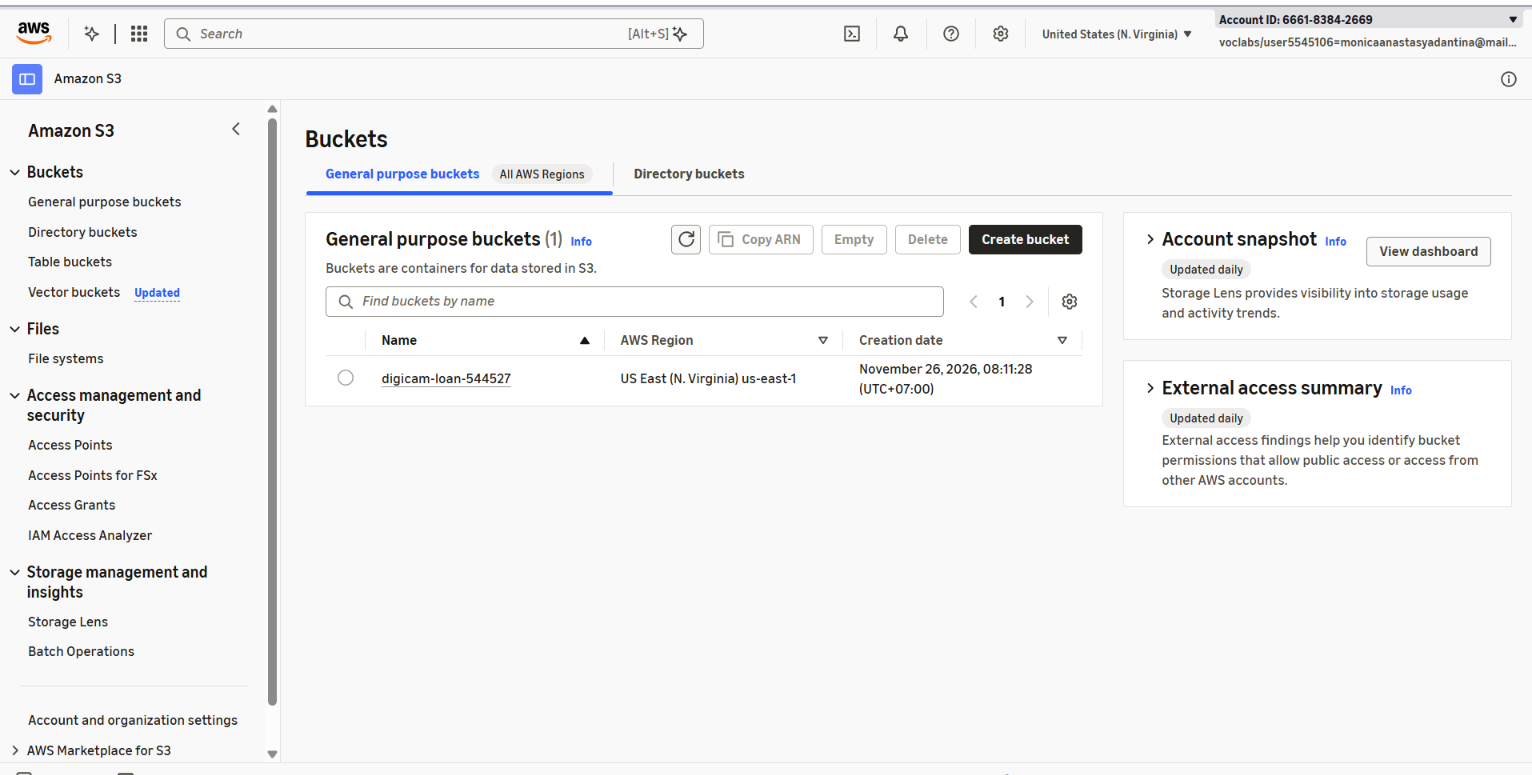 aws
Search [Alt+S]
United States (N. Virginia)
Account ID: 6661-8384-2669
voclabs/user5545106=monicaanastasyadantina@mail...
Amazon S3
Amazon S3
Buckets
General purpose buckets
Directory buckets
Table buckets
Vector buckets Updated
Files
File systems
Access management and
security
Access Points
Access Points for FSx
Access Grants
IAM Access Analyzer
Storage management and
insights
Storage Lens
Batch Operations
Account and organization settings
AWS Marketplace for S3
Buckets
General purpose buckets All AWS Regions Directory buckets
General purpose buckets (1) Info Copy ARN Empty Delete Create bucket
Buckets are containers for data stored in S3.
Find buckets by name 1
Name AWS Region Creation date
digicam-loan-544527 US East (N. Virginia) us-east-1 November 26, 2026, 08:11:28
(UTC+07:00)
Account snapshot Info View dashboard
Updated daily
Storage Lens provides visibility into storage usage
and activity trends.
External access summary Info
Updated daily
External access findings help you identify bucket
permissions that allow public access or access from
other AWS accounts.